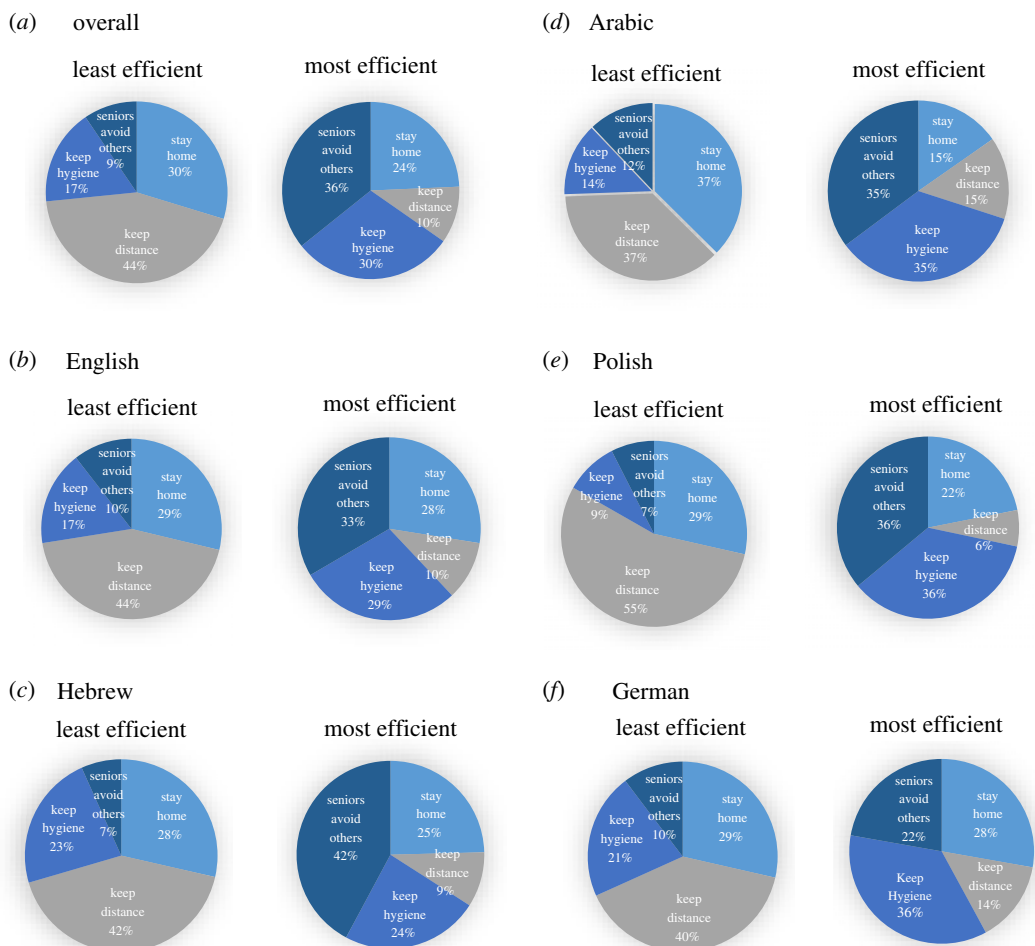 (a) overall
least efficient
most efficient
seniors
avoid
others
9%
stay
home
30%
keep
hygiene
17%
keep
distance
44%
seniors
avoid
others
36%
stay
home
24%
keep
distance
10%
keep
hygiene
30%
(d) Arabic
least efficient
most efficient
seniors
avoid
others
12%
stay
home
37%
keep
hygiene
14%
keep
distance
37%
seniors
avoid
others
35%
stay
home
15%
keep
distance
15%
keep
hygiene
35%
(b) English
least efficient
most efficient
seniors
avoid
others
10%
stay
home
29%
keep
hygiene
17%
keep
distance
44%
seniors
avoid
others
33%
stay
home
28%
keep
distance
10%
keep
hygiene
29%
(e) Polish
least efficient
most efficient
seniors
avoid
others
7%
stay
home
29%
keep
hygiene
9%
keep
distance
55%
seniors
avoid
others
36%
stay
home
22%
keep
distance
6%
keep
hygiene
36%
(c) Hebrew
least efficient
most efficient
seniors
avoid
others
7%
stay
home
28%
keep
hygiene
23%
keep
distance
42%
seniors
avoid
others
42%
stay
home
25%
keep
distance
9%
keep
hygiene
24%
(f) German
least efficient
most efficient
seniors
avoid
others
10%
stay
home
29%
keep
hygiene
21%
keep
distance
40%
seniors
avoid
others
22%
stay
home
28%
keep
distance
14%
Keep
Hygiene
36%